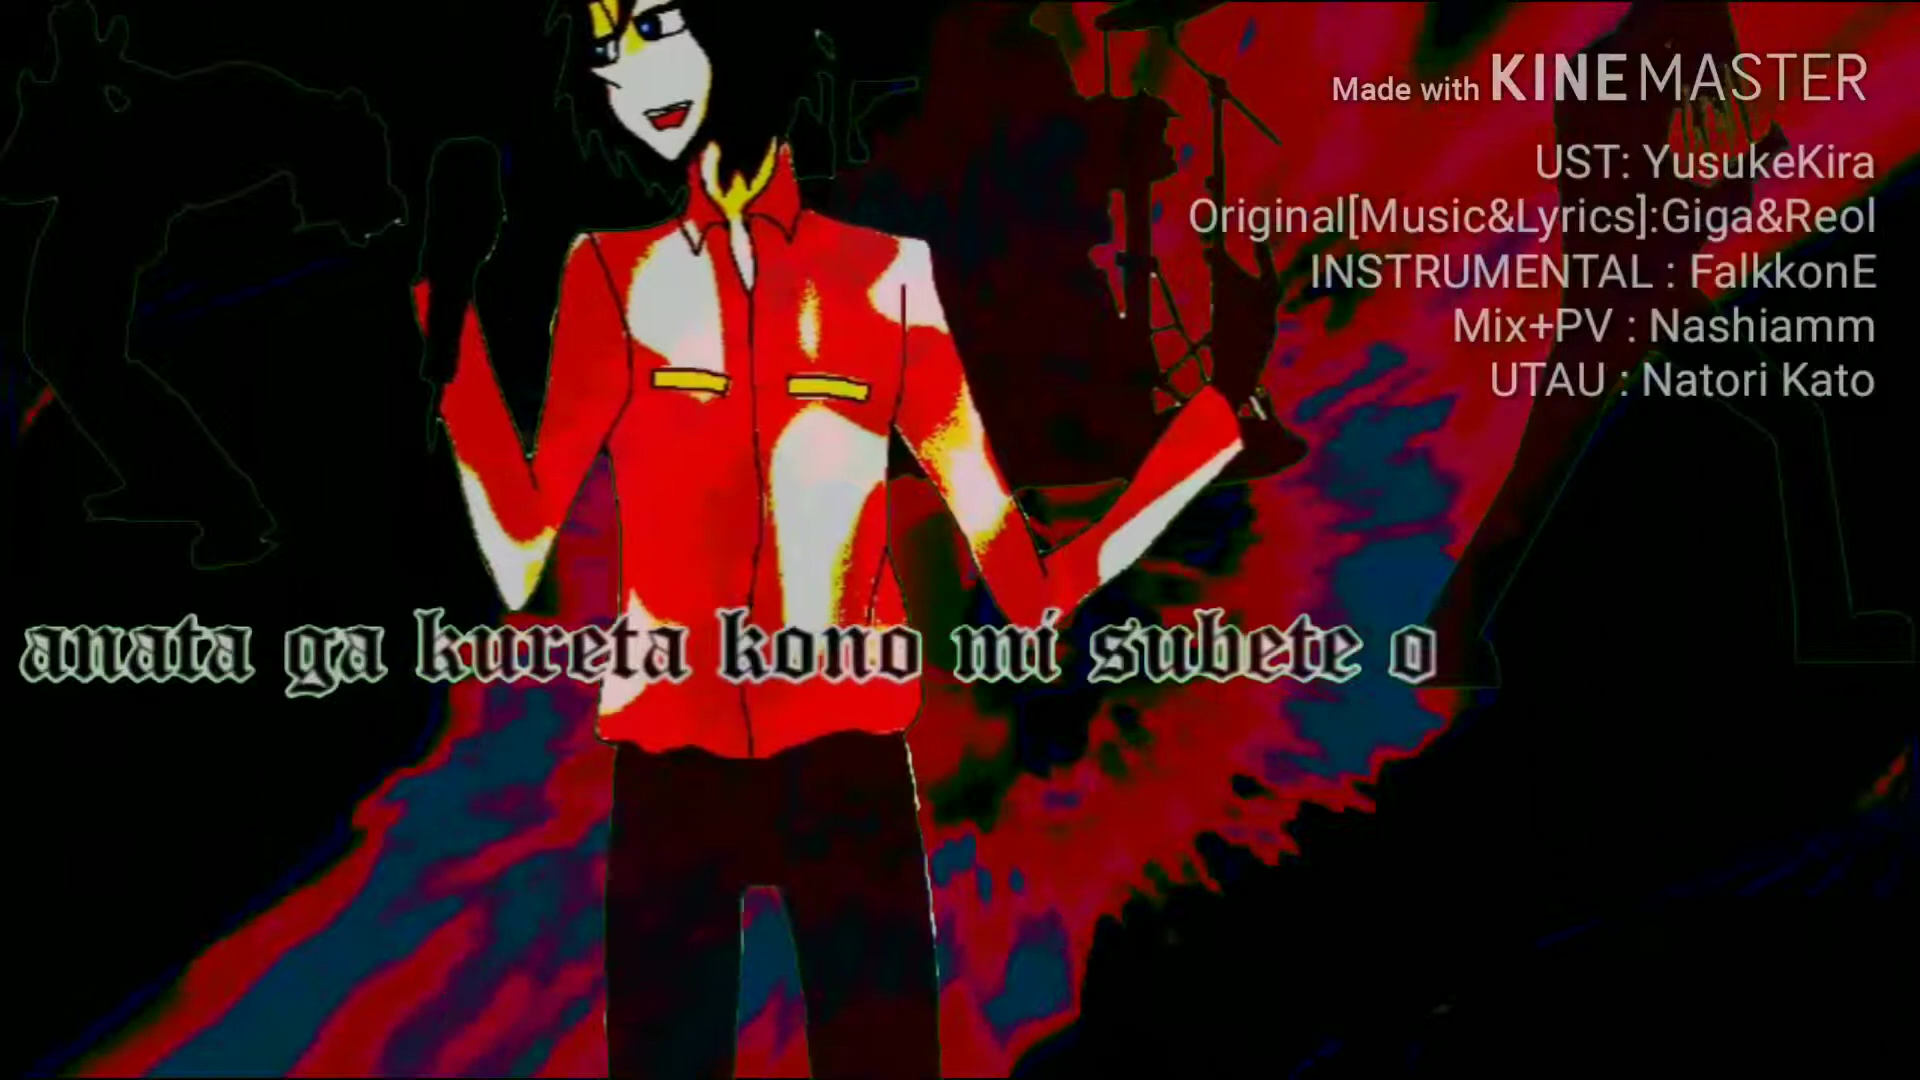 Made with KINEMASTER
UST: YusukeKira
Original[Music&Lyrics]:Giga&Reol
INSTRUMENTAL : FalkkonE
Mix+PV : Nashiamm
UTAU : Natori Kato
anata ga kureta kono mi subete o